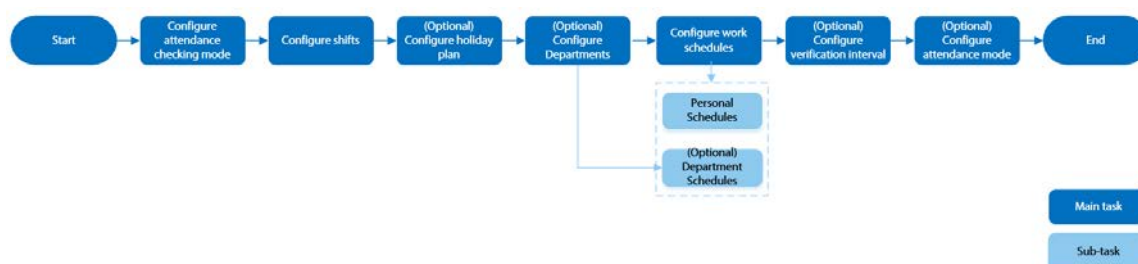 Start
Configure
attendance
checking mode
Configure shifts
(Optional)
Configure holiday
plan
(Optional)
Configure
Departments
Configure work
schedules
(Optional)
Configure
verification interval
(Optional)
Configure
attendance mode
End
Personal
Schedules
(Optional)
Department
Schedules
Main task
Sub-task